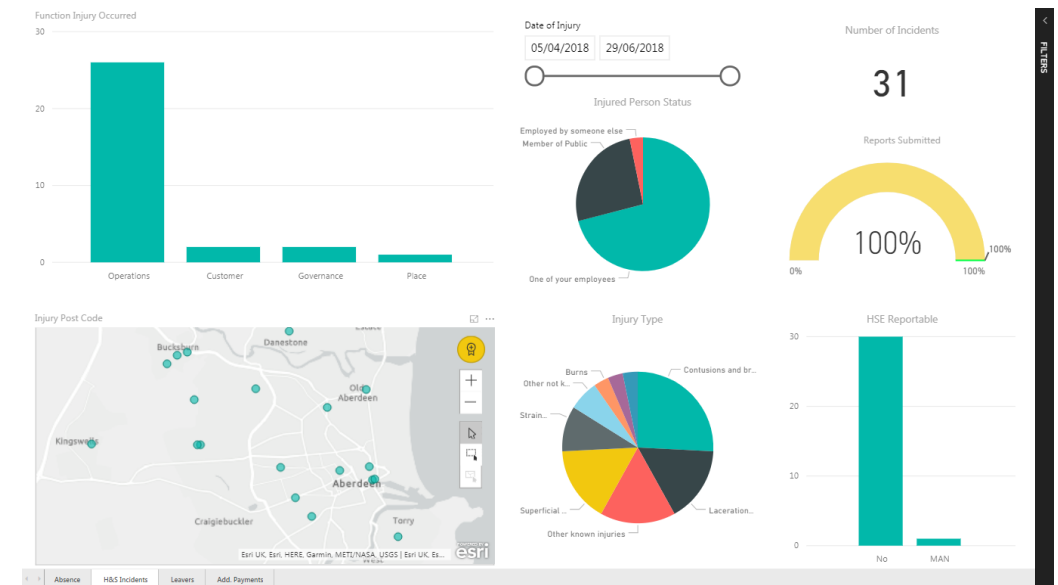 Function Injury Occurred
30
20
10
0
Operations
Customer
Governance
Place
Date of Injury
05/04/2018
29/06/2018
Injured Person Status
Employed by someone else
Member of Public
One of your employees
Number of Incidents
31
Reports Submitted
100%
0%
100%
100%
FILTERS
Injury Post Code
Bucksburn
Danestone
Old
Aberdeen
Kingswells
Aberdeen
Craigiebuckler
Torry
Esri UK, Esri, HERE, Garmin, METI/NASA, USGS | Esri UK, Es...
esri
Injury Type
Burns
Contusions and br...
Other not k...
Strain...
Superficial ...
Laceration...
Other known injuries
HSE Reportable
30
20
10
0
No
MAN
Absence
H&S Incidents
Leavers
Add. Payments